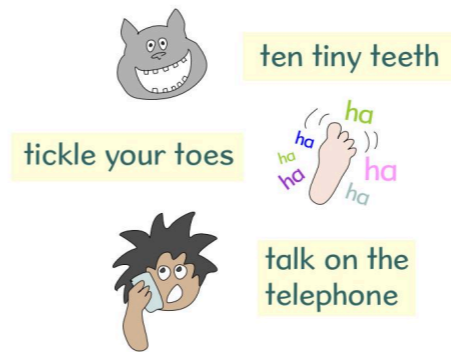 ten tiny teeth
ha
ha
ha
ha
ha
ha
tickle your toes
talk on the
telephone